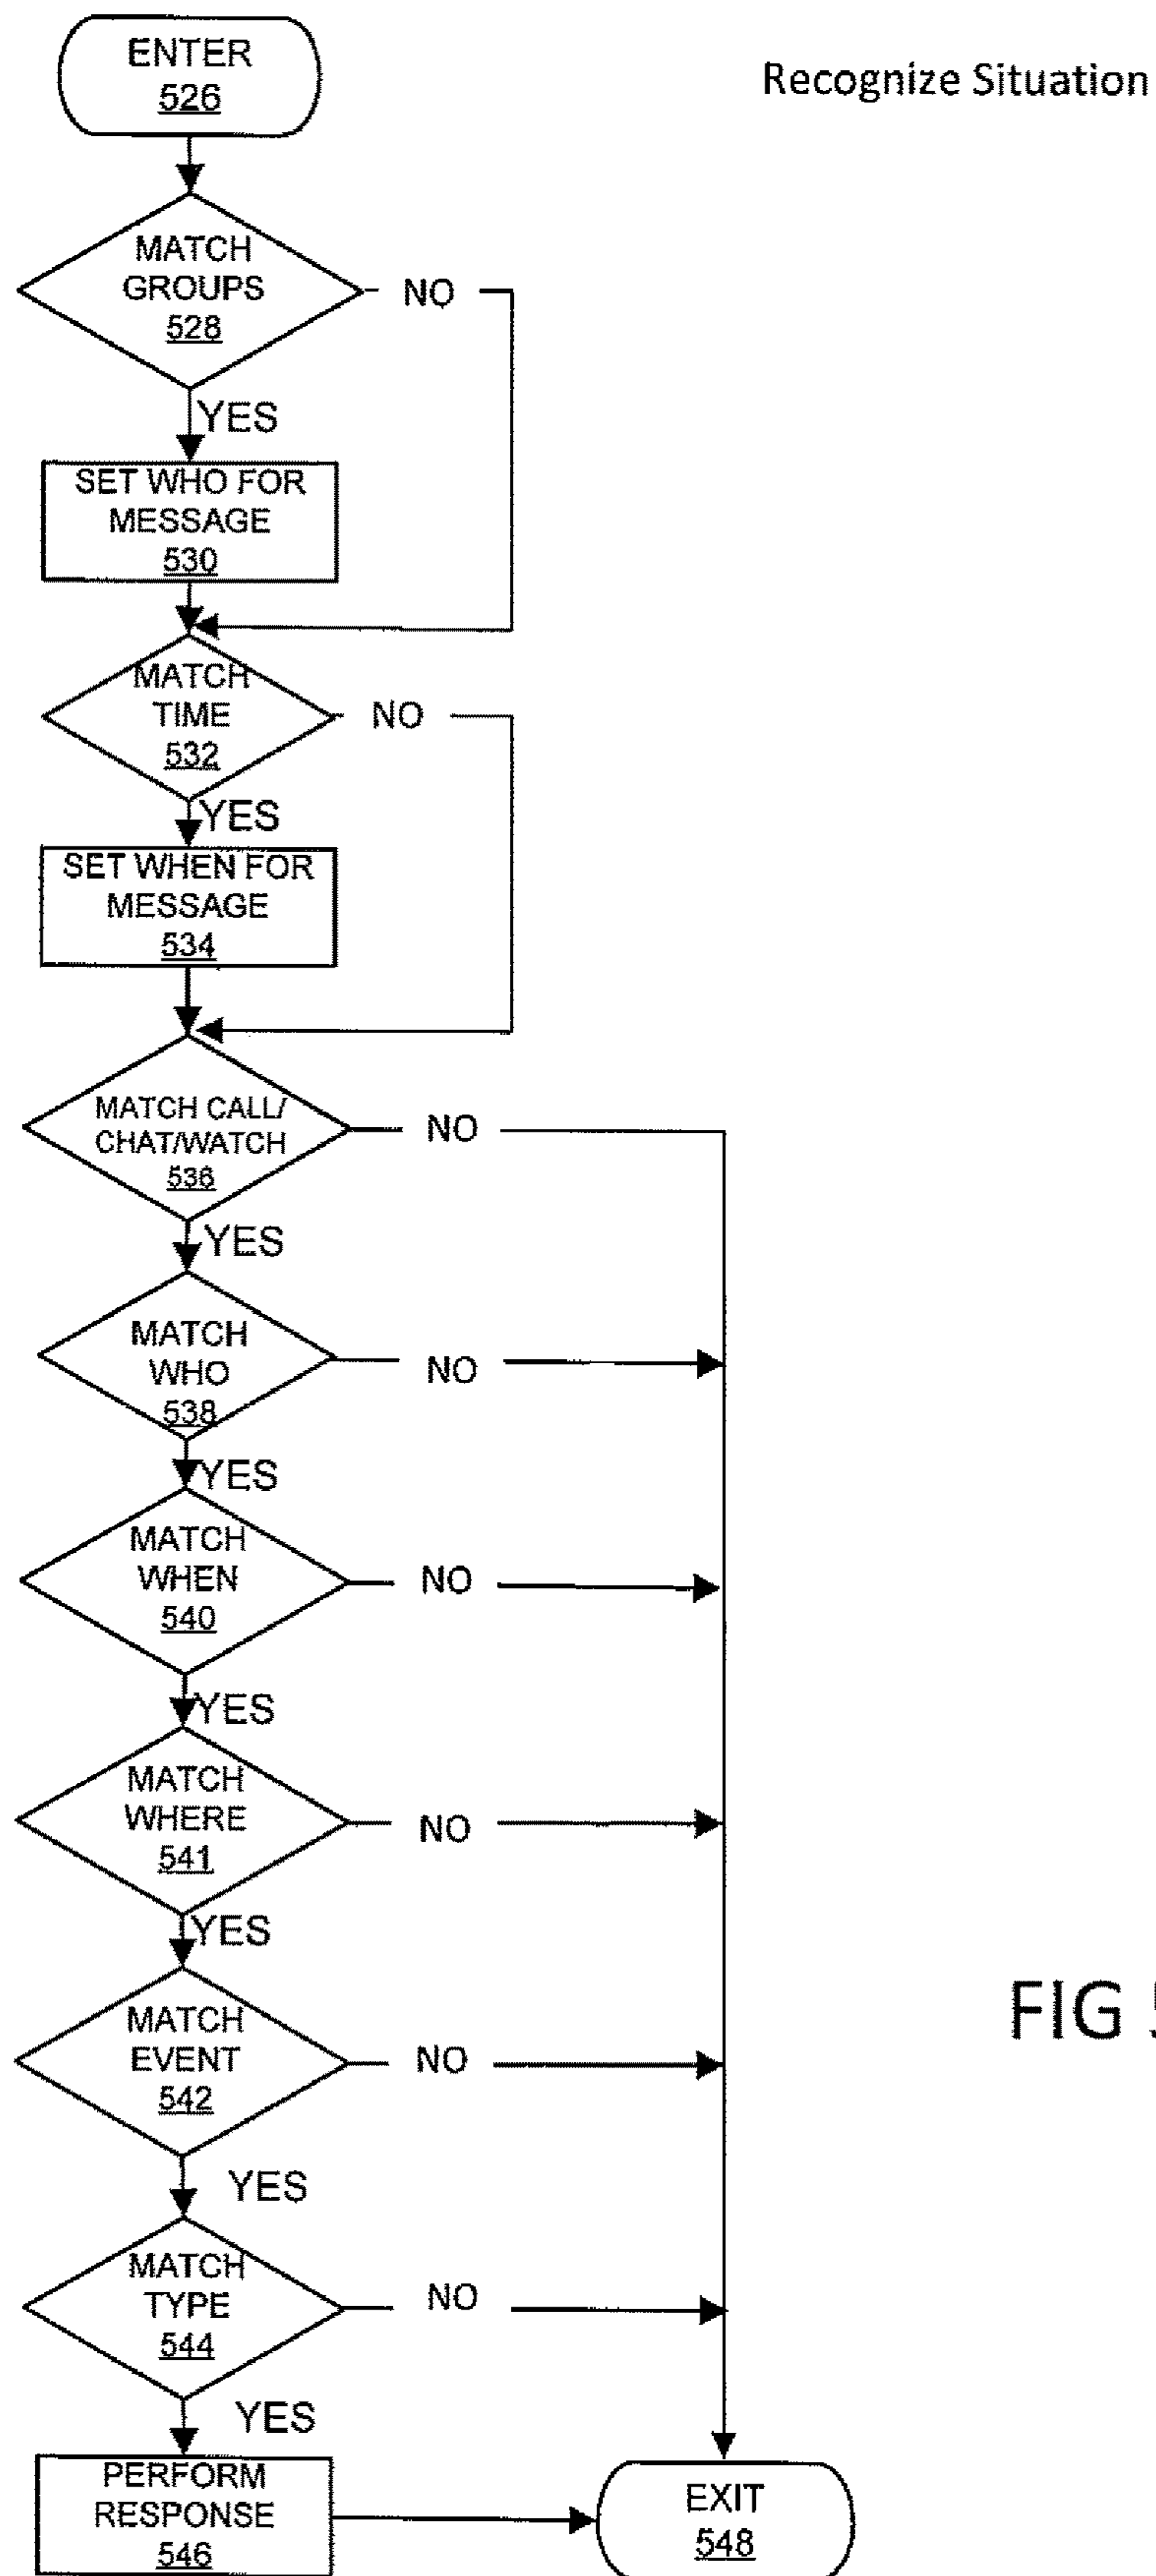 ENTER
526
Recognize Situation
MATCH
GROUPS
528
NO
YES
SET WHO FOR
MESSAGE
530
MATCH
TIME
532
NO
YES
SET WHEN FOR
MESSAGE
534
MATCH CALL/
CHAT/WATCH
536
NO
YES
MATCH
WHO
538
NO
YES
MATCH
WHEN
540
NO
YES
MATCH
WHERE
541
NO
YES
MATCH
EVENT
542
NO
FIG 5
YES
MATCH
TYPE
544
NO
YES
PERFORM
RESPONSE
546
EXIT
548